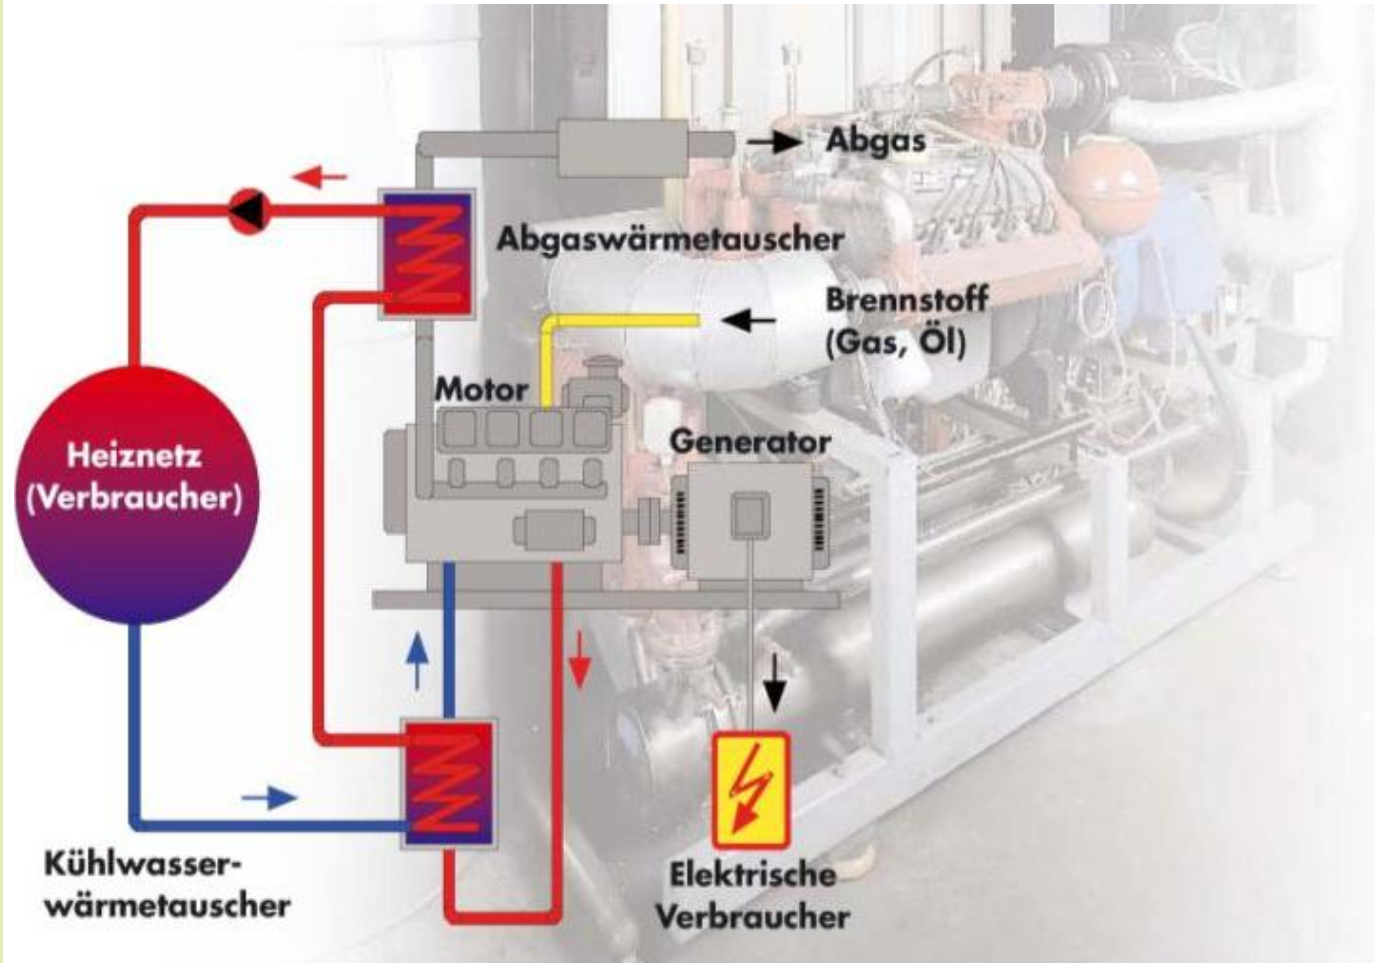 Abgas
Abgaswärmetauscher
Brennstoff
(Gas, Öl)
Motor
Generator
Heiznetz
(Verbraucher)
Kühlwasser-
wärmetauscher
Elektrische
Verbraucher